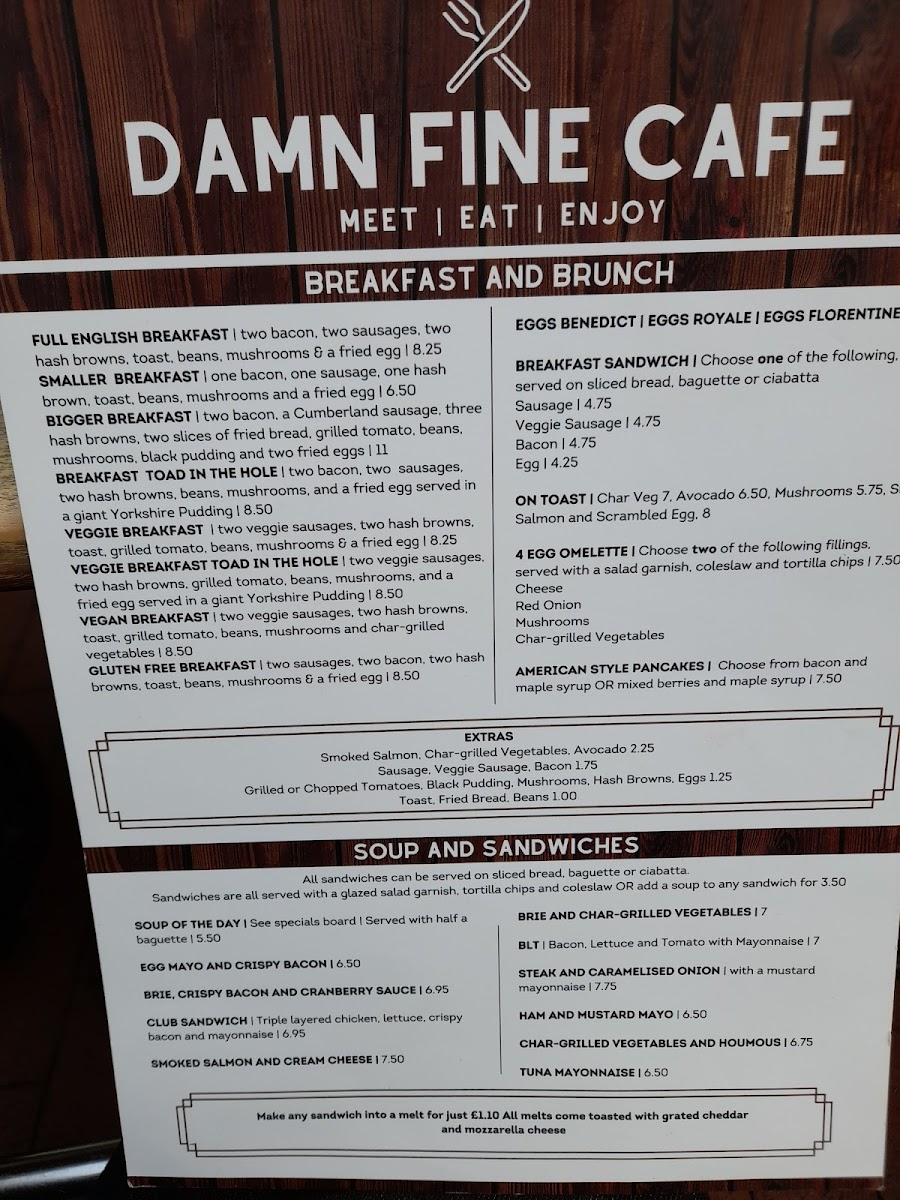 DAMN FINE CAFE
MEET | EAT | ENJOY
BREAKFAST AND BRUNCH
FULL ENGLISH BREAKFAST | two bacon, two sausages, two
hash browns, toast, beans, mushrooms & a fried egg | 8.25
SMALLER BREAKFAST | one bacon, one sausage, one hash
brown, toast, beans, mushrooms and a fried egg | 6.50
BIGGER BREAKFAST | two bacon, a Cumberland sausage, three
hash browns, two slices of fried bread, grilled tomato, beans,
mushrooms, black pudding and two fried eggs | 11
BREAKFAST TOAD IN THE HOLE | two bacon, two sausages,
two hash browns, beans, mushrooms, and a fried egg served in
a giant Yorkshire Pudding | 8.50
VEGGIE BREAKFAST | two veggie sausages, two hash browns,
toast, grilled tomato, beans, mushrooms & a fried egg | 8.25
VEGGIE BREAKFAST TOAD IN THE HOLE | two veggie sausages,
two hash browns, grilled tomato, beans, mushrooms, and a
fried egg served in a giant Yorkshire Pudding | 8.50
VEGAN BREAKFAST | two veggie sausages, two hash browns,
toast, grilled tomato, beans, mushrooms and char-grilled
vegetables | 8.50
GLUTEN FREE BREAKFAST | two sausages, two bacon, two hash
browns, toast, beans, mushrooms & a fried egg | 8.50
EGGS BENEDICT | EGGS ROYALE | EGGS FLORENTINE
BREAKFAST SANDWICH | Choose one of the following,
served on sliced bread, baguette or ciabatta
Sausage | 4.75
Veggie Sausage | 4.75
Bacon | 4.75
Egg | 4.25
ON TOAST | Char Veg 7, Avocado 6.50, Mushrooms 5.75,
Salmon and Scrambled Egg, 8
4 EGG OMELETTE | Choose two of the following fillings,
served with a salad garnish, coleslaw and tortilla chips | 7.50
Cheese
Red Onion
Mushrooms
Char-grilled Vegetables
AMERICAN STYLE PANCAKES | Choose from bacon and
maple syrup OR mixed berries and maple syrup | 7.50
EXTRAS
Smoked Salmon, Char-grilled Vegetables, Avocado 2.25
Sausage, Veggie Sausage, Bacon 1.75
Grilled or Chopped Tomatoes, Black Pudding, Mushrooms, Hash Browns, Eggs 1.25
Toast, Fried Bread, Beans 1.00
SOUP AND SANDWICHES
All sandwiches can be served on sliced bread, baguette or ciabatta.
Sandwiches are all served with a glazed salad garnish, tortilla chips and coleslaw OR add a soup to any sandwich for 3.50
SOUP OF THE DAY | See specials board | Served with half a
baguette | 5.50
EGG MAYO AND CRISPY BACON | 6.50
BRIE, CRISPY BACON AND CRANBERRY SAUCE | 6.95
CLUB SANDWICH | Triple layered chicken, lettuce, crispy
bacon and mayonnaise | 6.95
SMOKED SALMON AND CREAM CHEESE | 7.50
BRIE AND CHAR-GRILLED VEGETABLES | 7
BLT | Bacon, Lettuce and Tomato with Mayonnaise | 7
STEAK AND CARAMELISED ONION | with a mustard
mayonnaise | 7.75
HAM AND MUSTARD MAYO | 6.50
CHAR-GRILLED VEGETABLES AND HOUMOUS | 6.75
TUNA MAYONNAISE | 6.50
Make any sandwich into a melt for just £1.10 All melts come toasted with grated cheddar
and mozzarella cheese